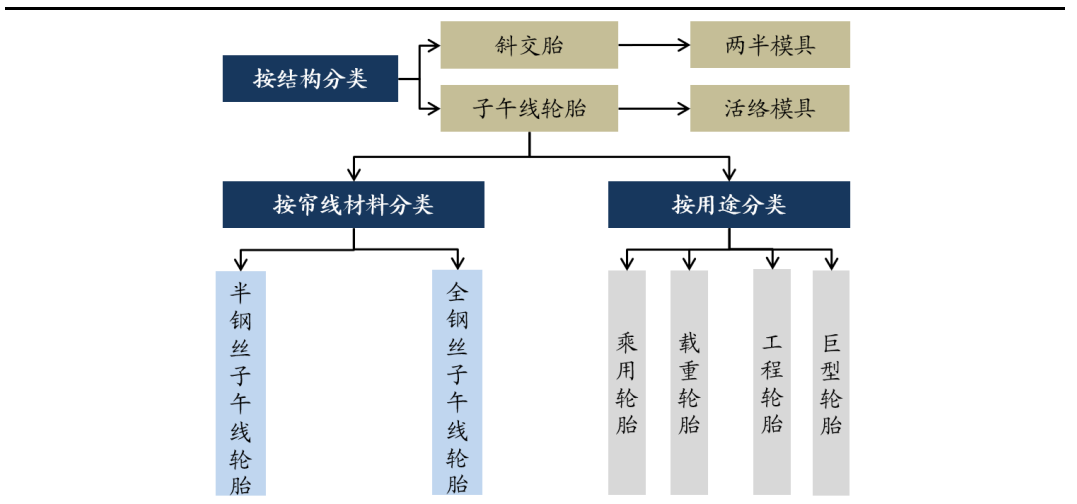 斜交胎
两半模具
按结构分类
子午线轮胎
活络模具
按帘线材料分类
按用途分类
半钢丝子午线轮胎
全钢丝子午线轮胎
乘用轮胎
载重轮胎
工程轮胎
巨型轮胎